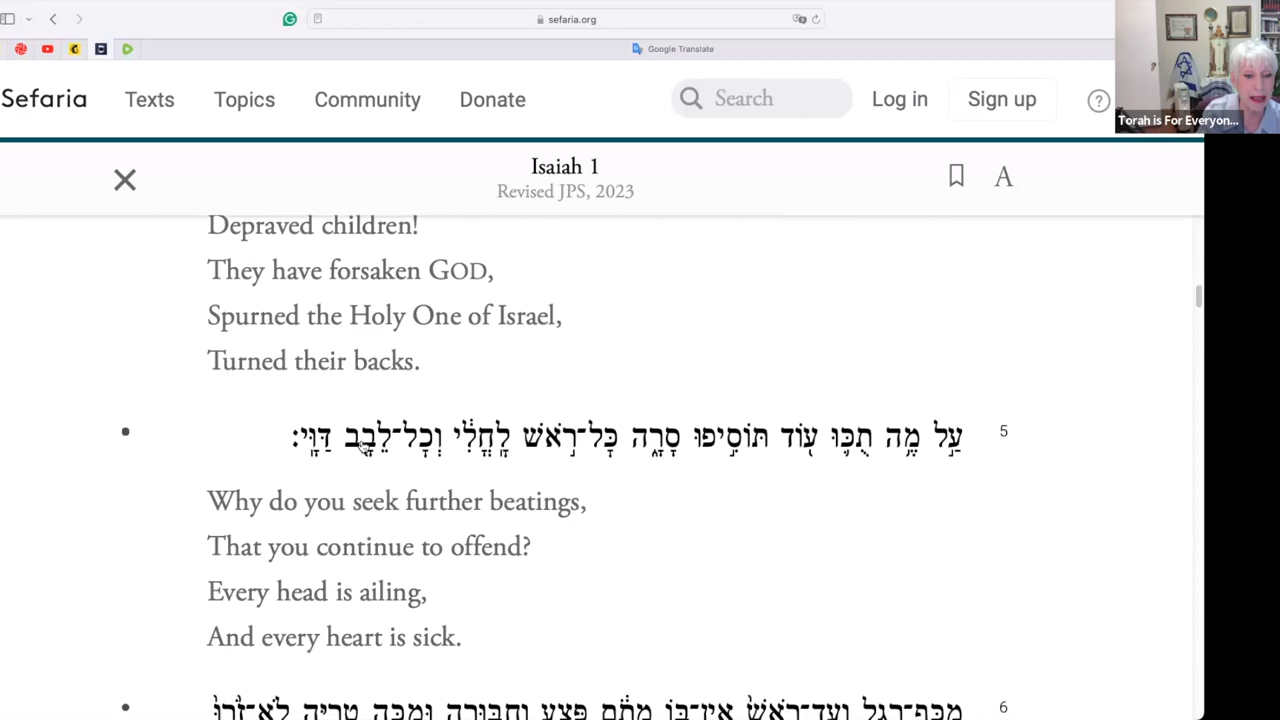 sefaria.org
Google Translate
Sefaria Texts Topics Community Donate Search Log in Sign up ?
Torah is For Everyon...
Isaiah 1
Revised JPS, 2023
A
Depraved children!
They have forsaken GOD,
Spurned the Holy One of Israel,
Turned their backs.
5 עַ֣ל מֶ֥ה תֻכּ֛וּ ע֖וֹד תּוֹסִ֣יפוּ סָרָ֑ה כׇּל־רֹ֣אשׁ לׇחֳלִ֔י וְכׇל־לֵבָ֖ב דַּוָּֽי׃
Why do you seek further beatings,
That you continue to offend?
Every head is ailing,
And every heart is sick.
6 מִכַּף־רֶ֤גֶל וְעַד־רֹאשׁ֙ אֵֽין־בּ֣וֹ מְתֹ֔ם פֶּ֥צַע וְחַבּוּרָ֖ה וּמַכָּ֣ה טְרִיָּ֑ה לֹא־זֹ֙רוּ֙